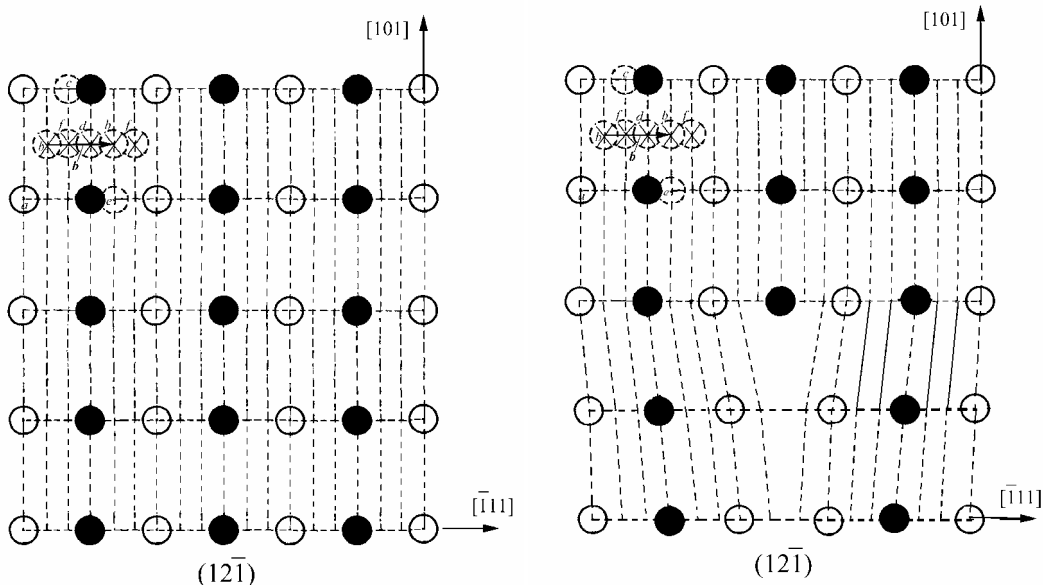 [101]
c
h f d h f
b
a
e
[1̄11]
(121̄)
[101]
c
h f d h f
b
a
e
[1̄11]
(121̄)